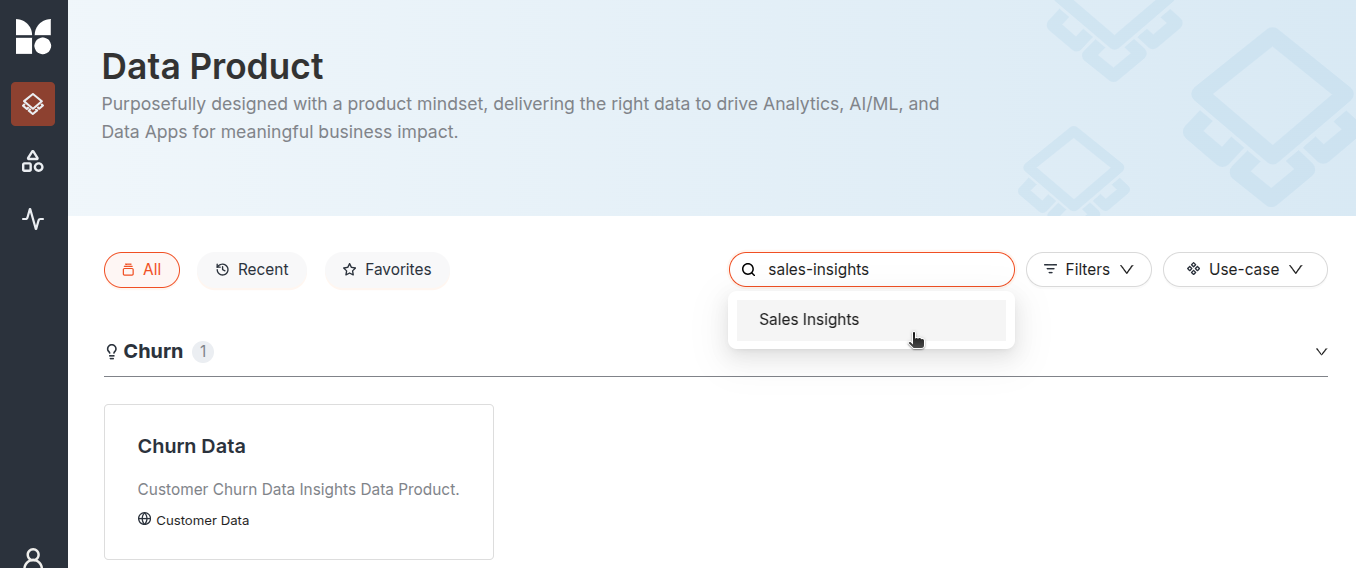 Data Product
Purposefully designed with a product mindset, delivering the right data to drive Analytics, AI/ML, and
Data Apps for meaningful business impact.
All Recent Favorites sales-insights Filters Use-case
Sales Insights
Churn 1
Churn Data
Customer Churn Data Insights Data Product.
Customer Data